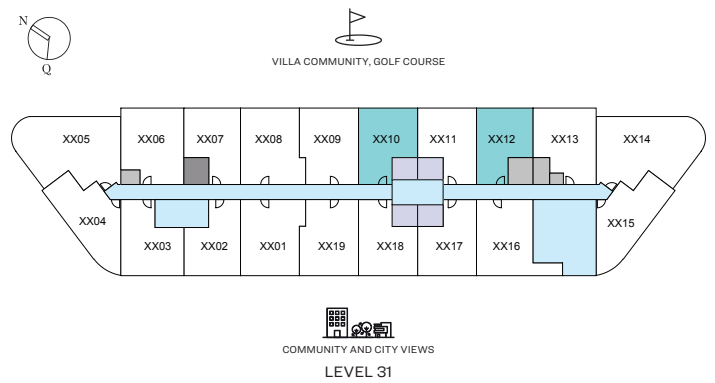 N
Q
VILLA COMMUNITY, GOLF COURSE
XX05 XX06 XX07 XX08 XX09 XX10 XX11 XX12 XX13 XX14
XX04 XX03 XX02 XX01 XX19 XX18 XX17 XX16 XX15
COMMUNITY AND CITY VIEWS
LEVEL 31